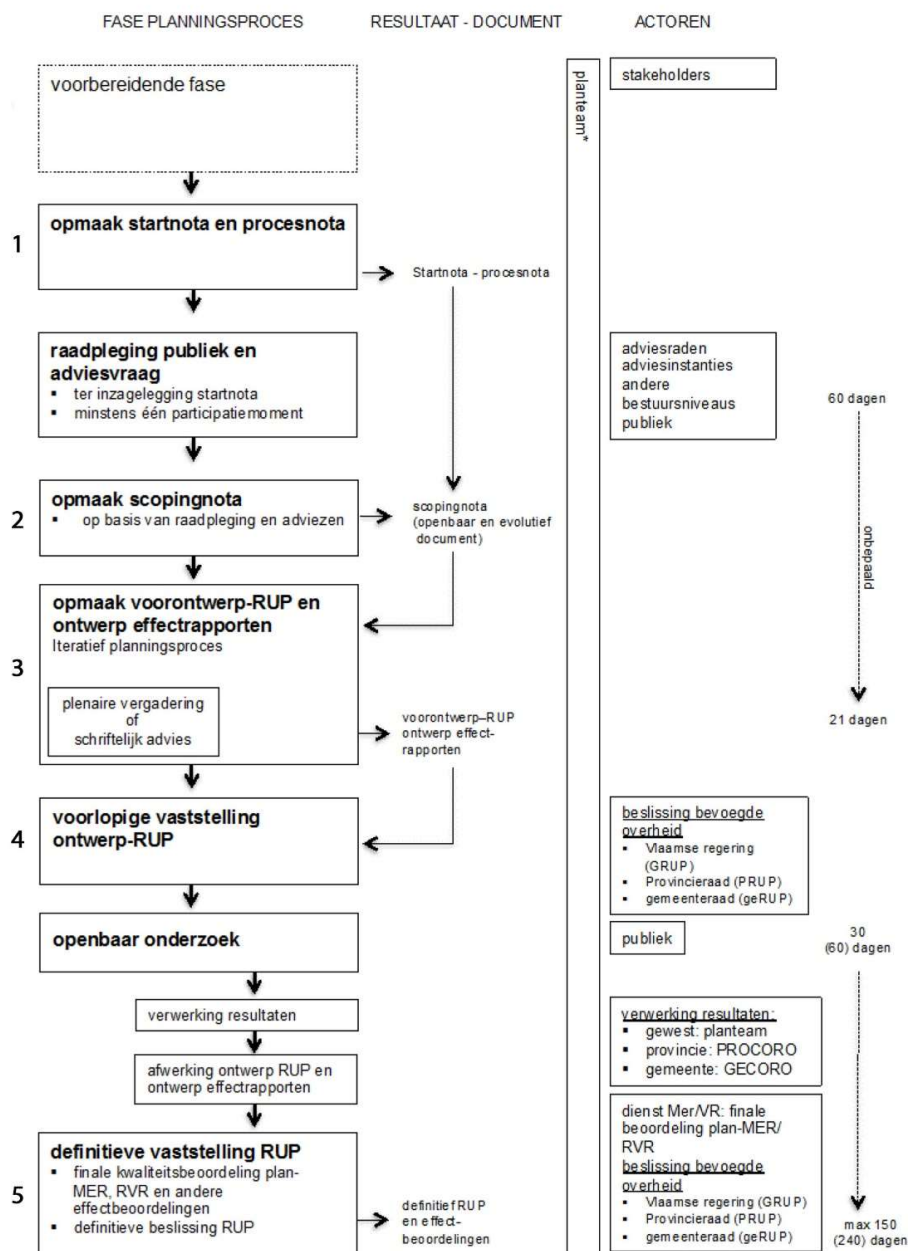 FASE PLANNINGSPROCES
RESULTAAT - DOCUMENT
ACTOREN
voorbereidende fase
planteam*
stakeholders
1
opmaak startnota en procesnota
Startnota - procesnota
raadpleging publiek en
adviesvraag
▪ ter inzagelegging startnota
▪ minstens één participatiemoment
adviesraden
adviesinstanties
andere
bestuursniveaus
publiek
60 dagen
2
opmaak scopingnota
▪ op basis van raadpleging en adviezen
scopingnota
(openbaar en evolutief
document)
onbepaald
3
opmaak voorontwerp-RUP en
ontwerp effectrapporten
Iteratief planningsproces
plenaire vergadering
of
schriftelijk advies
voorontwerp–RUP
ontwerp effect-
rapporten
21 dagen
4
voorlopige vaststelling
ontwerp-RUP
beslissing bevoegde
overheid
▪ Vlaamse regering
(GRUP)
▪ Provincieraad (PRUP)
▪ gemeenteraad (geRUP)
openbaar onderzoek
publiek
30
(60) dagen
verwerking resultaten
verwerking resultaten:
▪ gewest: planteam
▪ provincie: PROCORO
▪ gemeente: GECORO
afwerking ontwerp RUP en
ontwerp effectrapporten
5
definitieve vaststelling RUP
▪ finale kwaliteitsbeoordeling plan-
MER, RVR en andere
effectbeoordelingen
▪ definitieve beslissing RUP
definitief RUP
en effect-
beoordelingen
dienst Mer/VR: finale
beoordeling plan-MER/
RVR
beslissing bevoegde
overheid
▪ Vlaamse regering (GRUP)
▪ Provincieraad (PRUP)
▪ gemeenteraad (geRUP)
max 150
(240) dagen